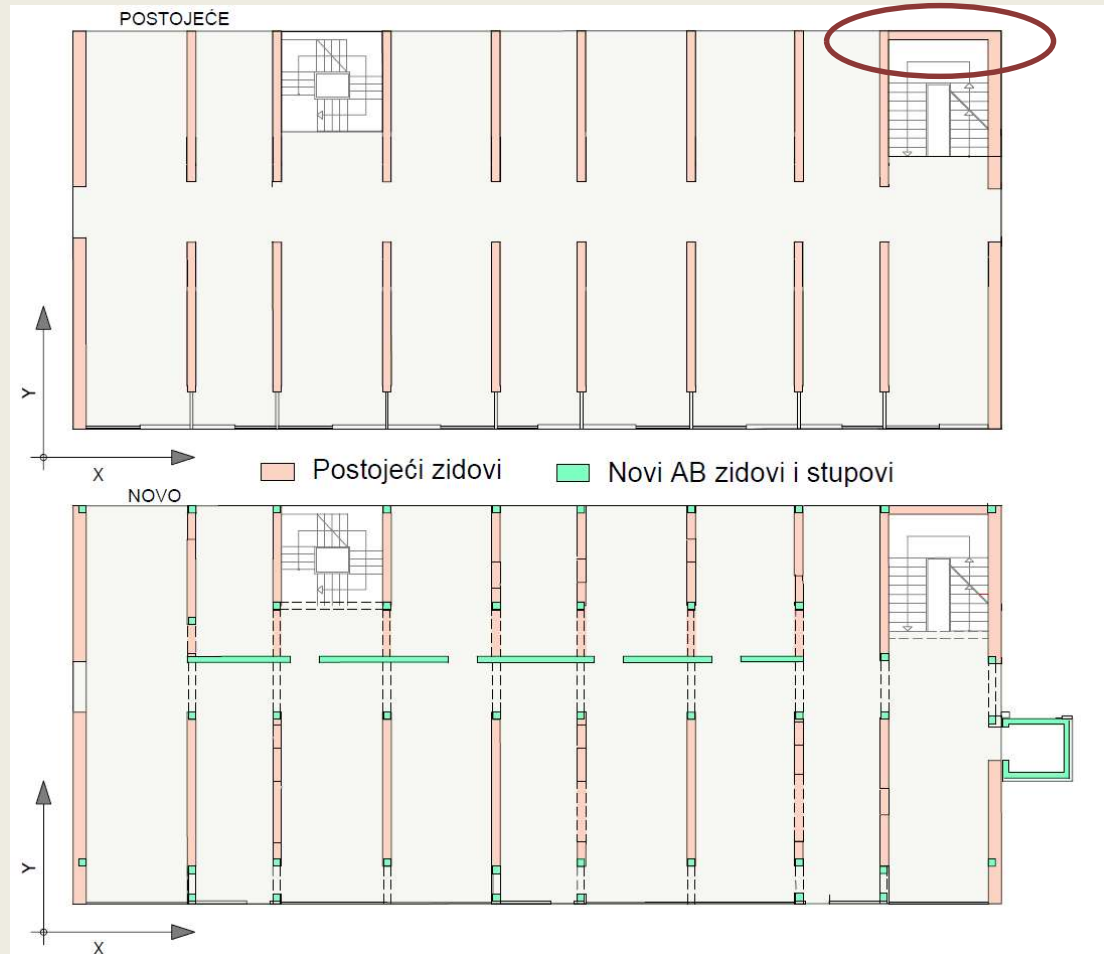 POSTOJEĆE
Y
X
Postojeći zidovi
Novi AB zidovi i stupovi
NOVO
Y
X